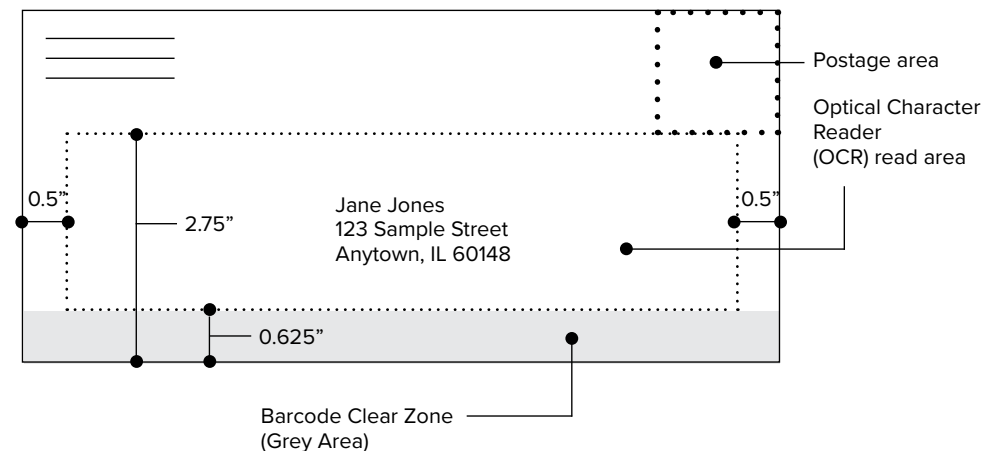 Postage area
Optical Character
Reader
(OCR) read area
0.5”
0.5”
2.75”
Jane Jones
123 Sample Street
Anytown, IL 60148
0.625”
Barcode Clear Zone
(Grey Area)